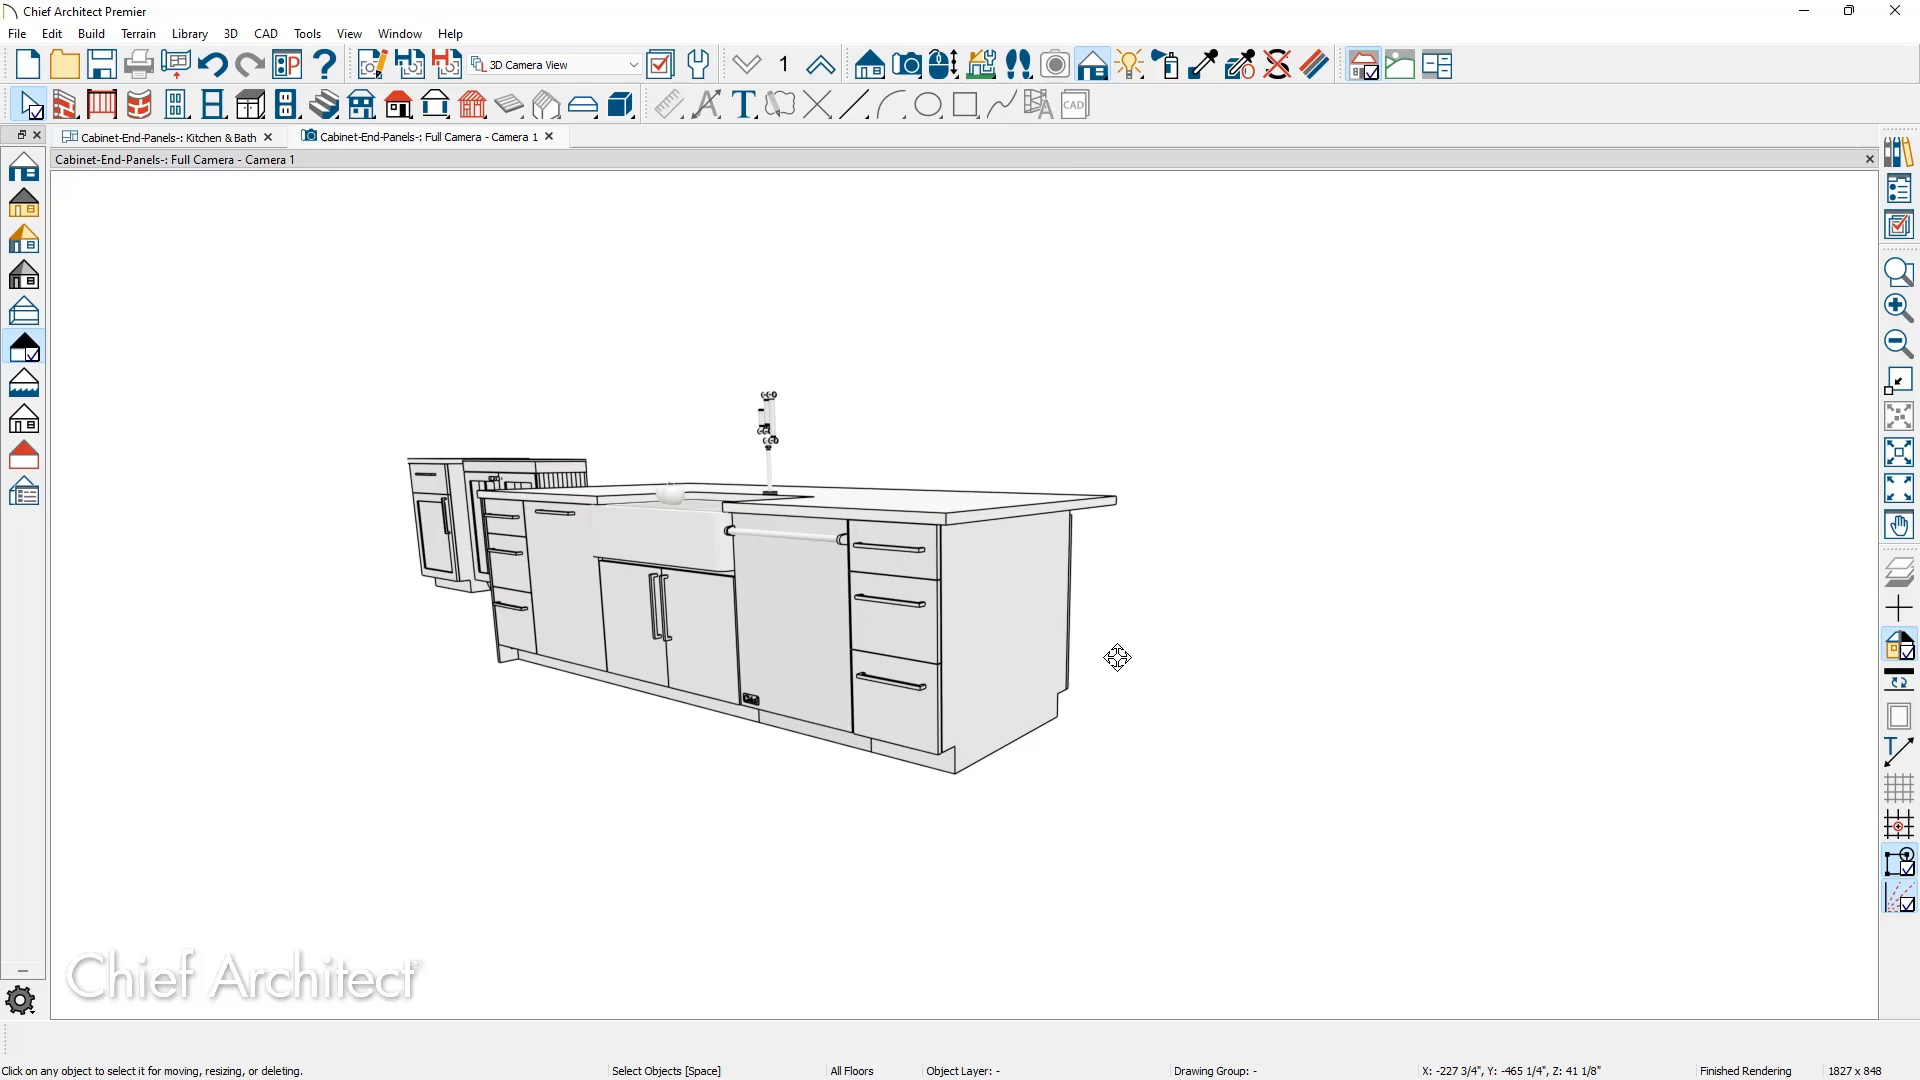 Chief Architect Premier
File Edit Build Terrain Library 3D CAD Tools View Window Help
3D Camera View
1
CAD
Cabinet-End-Panels-: Kitchen & Bath
Cabinet-End-Panels-: Full Camera - Camera 1
Cabinet-End-Panels-: Full Camera - Camera 1
Chief Architect
Click on any object to select it for moving, resizing, or deleting. Select Objects [Space] All Floors Object Layer: - Drawing Group: - X: -227 3/4", Y: -465 1/4", Z: 41 1/8" Finished Rendering 1827 x 848